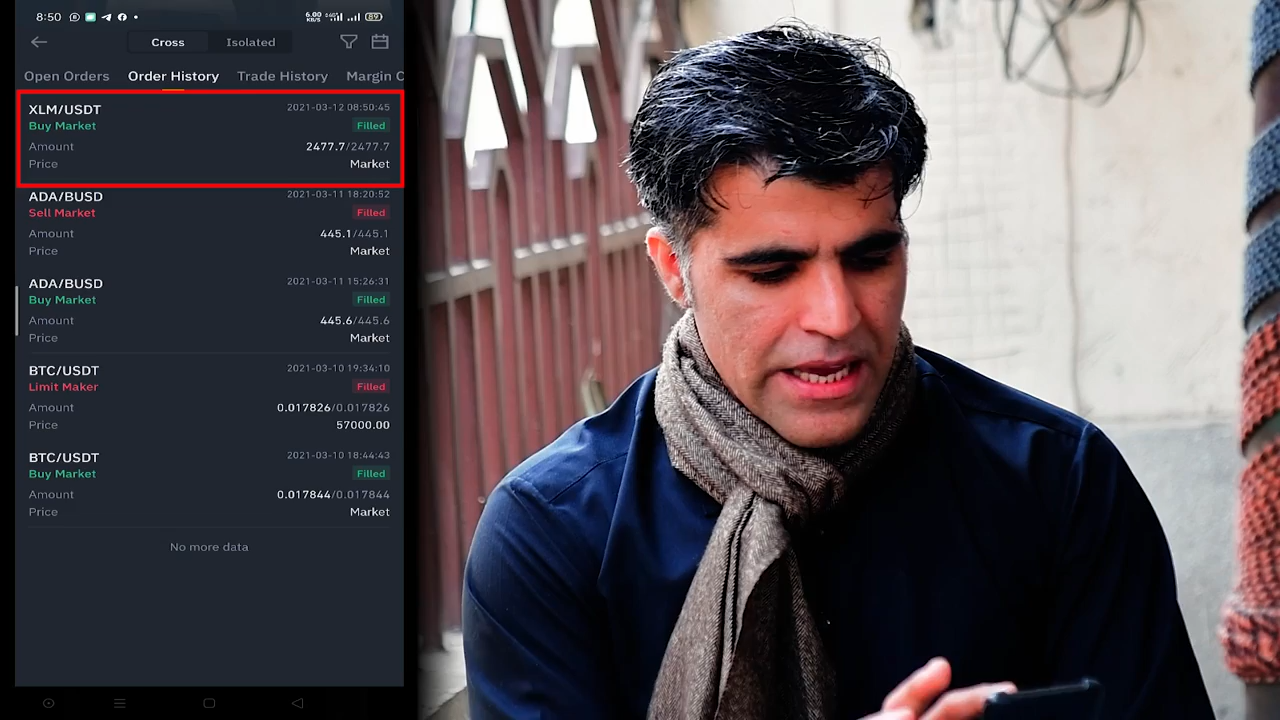 8:50 6.00 KB/S 4G 89
Cross Isolated
Open Orders Order History Trade History Margin C
XLM/USDT 2021-03-12 08:50:45
Buy Market Filled
Amount 2477.7/2477.7
Price Market
ADA/BUSD 2021-03-11 18:20:52
Sell Market Filled
Amount 445.1/445.1
Price Market
ADA/BUSD 2021-03-11 15:26:31
Buy Market Filled
Amount 445.6/445.6
Price Market
BTC/USDT 2021-03-10 19:34:10
Limit Maker Filled
Amount 0.017826/0.017826
Price 57000.00
BTC/USDT 2021-03-10 18:44:43
Buy Market Filled
Amount 0.017844/0.017844
Price Market
No more data